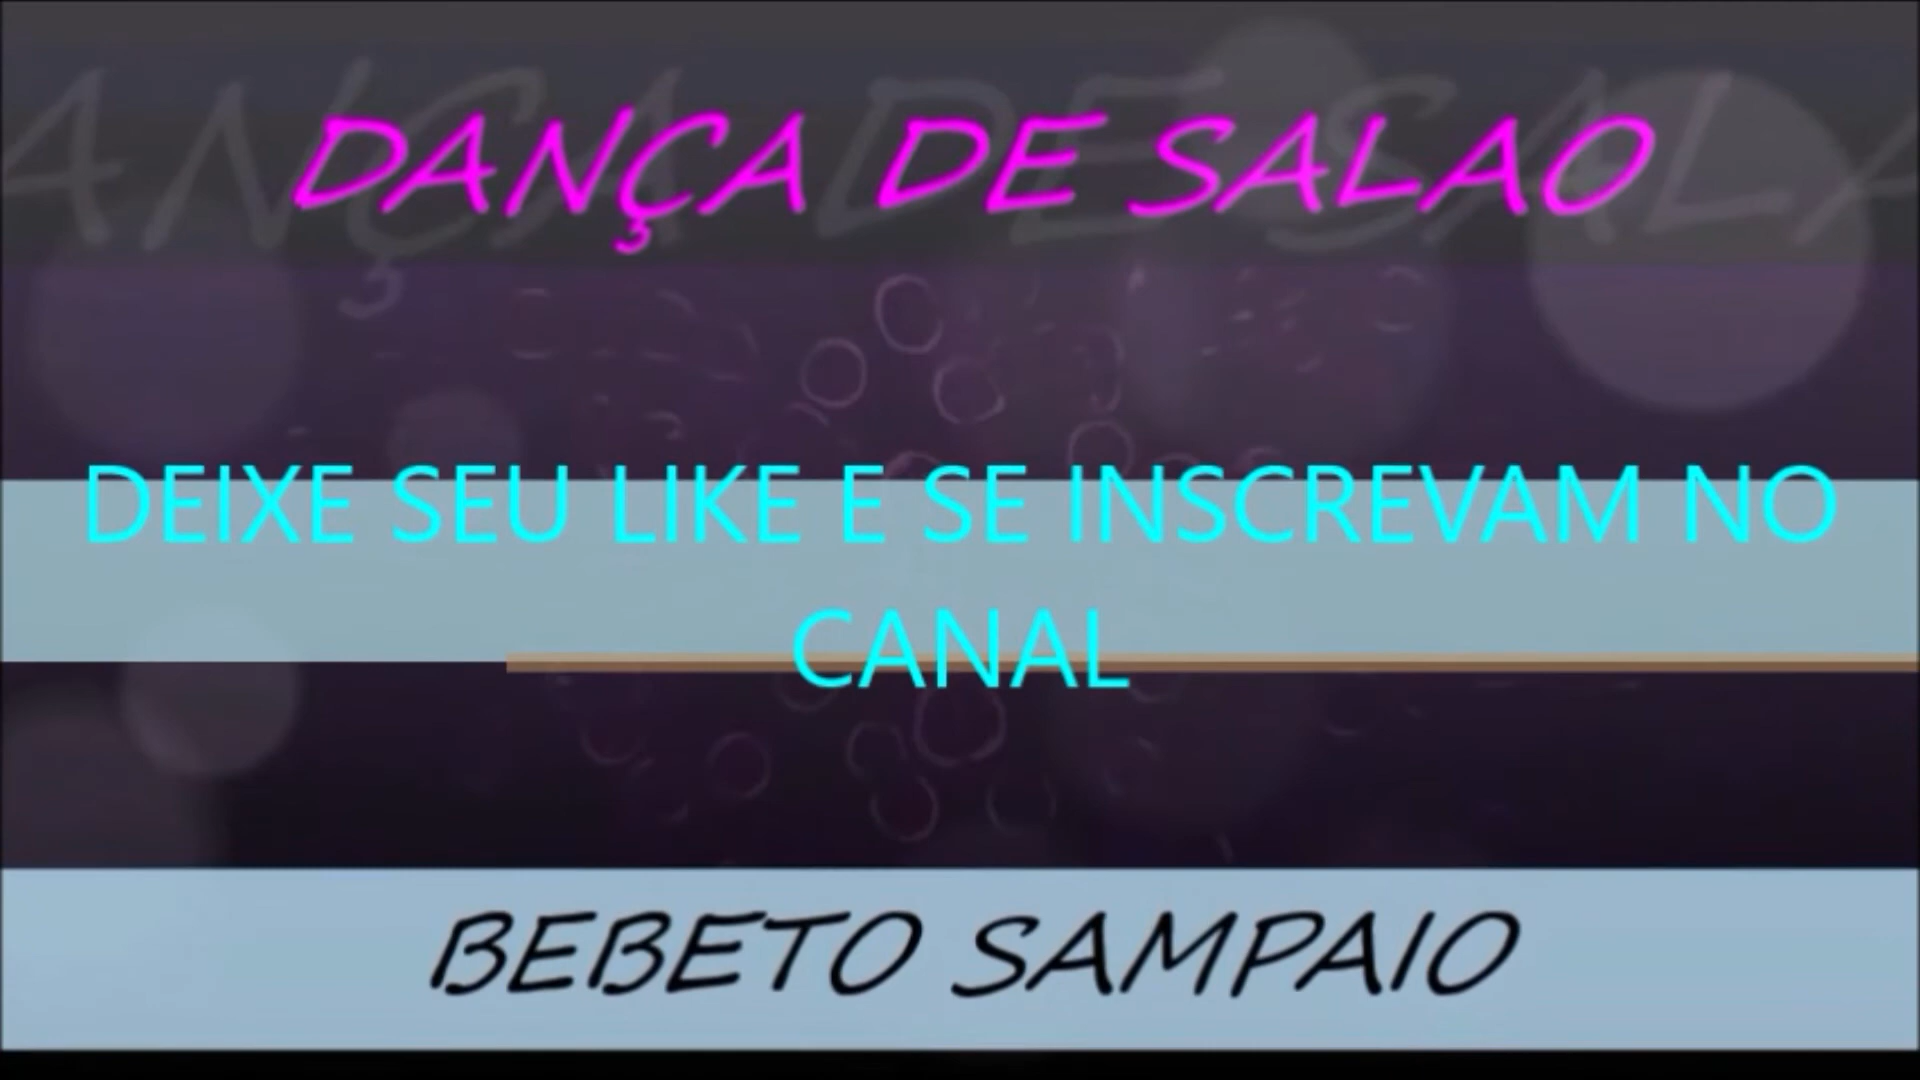 DANÇA DE SALAO
DEIXE SEU LIKE E SE INSCREVAM NO
CANAL
BEBETO SAMPAIO